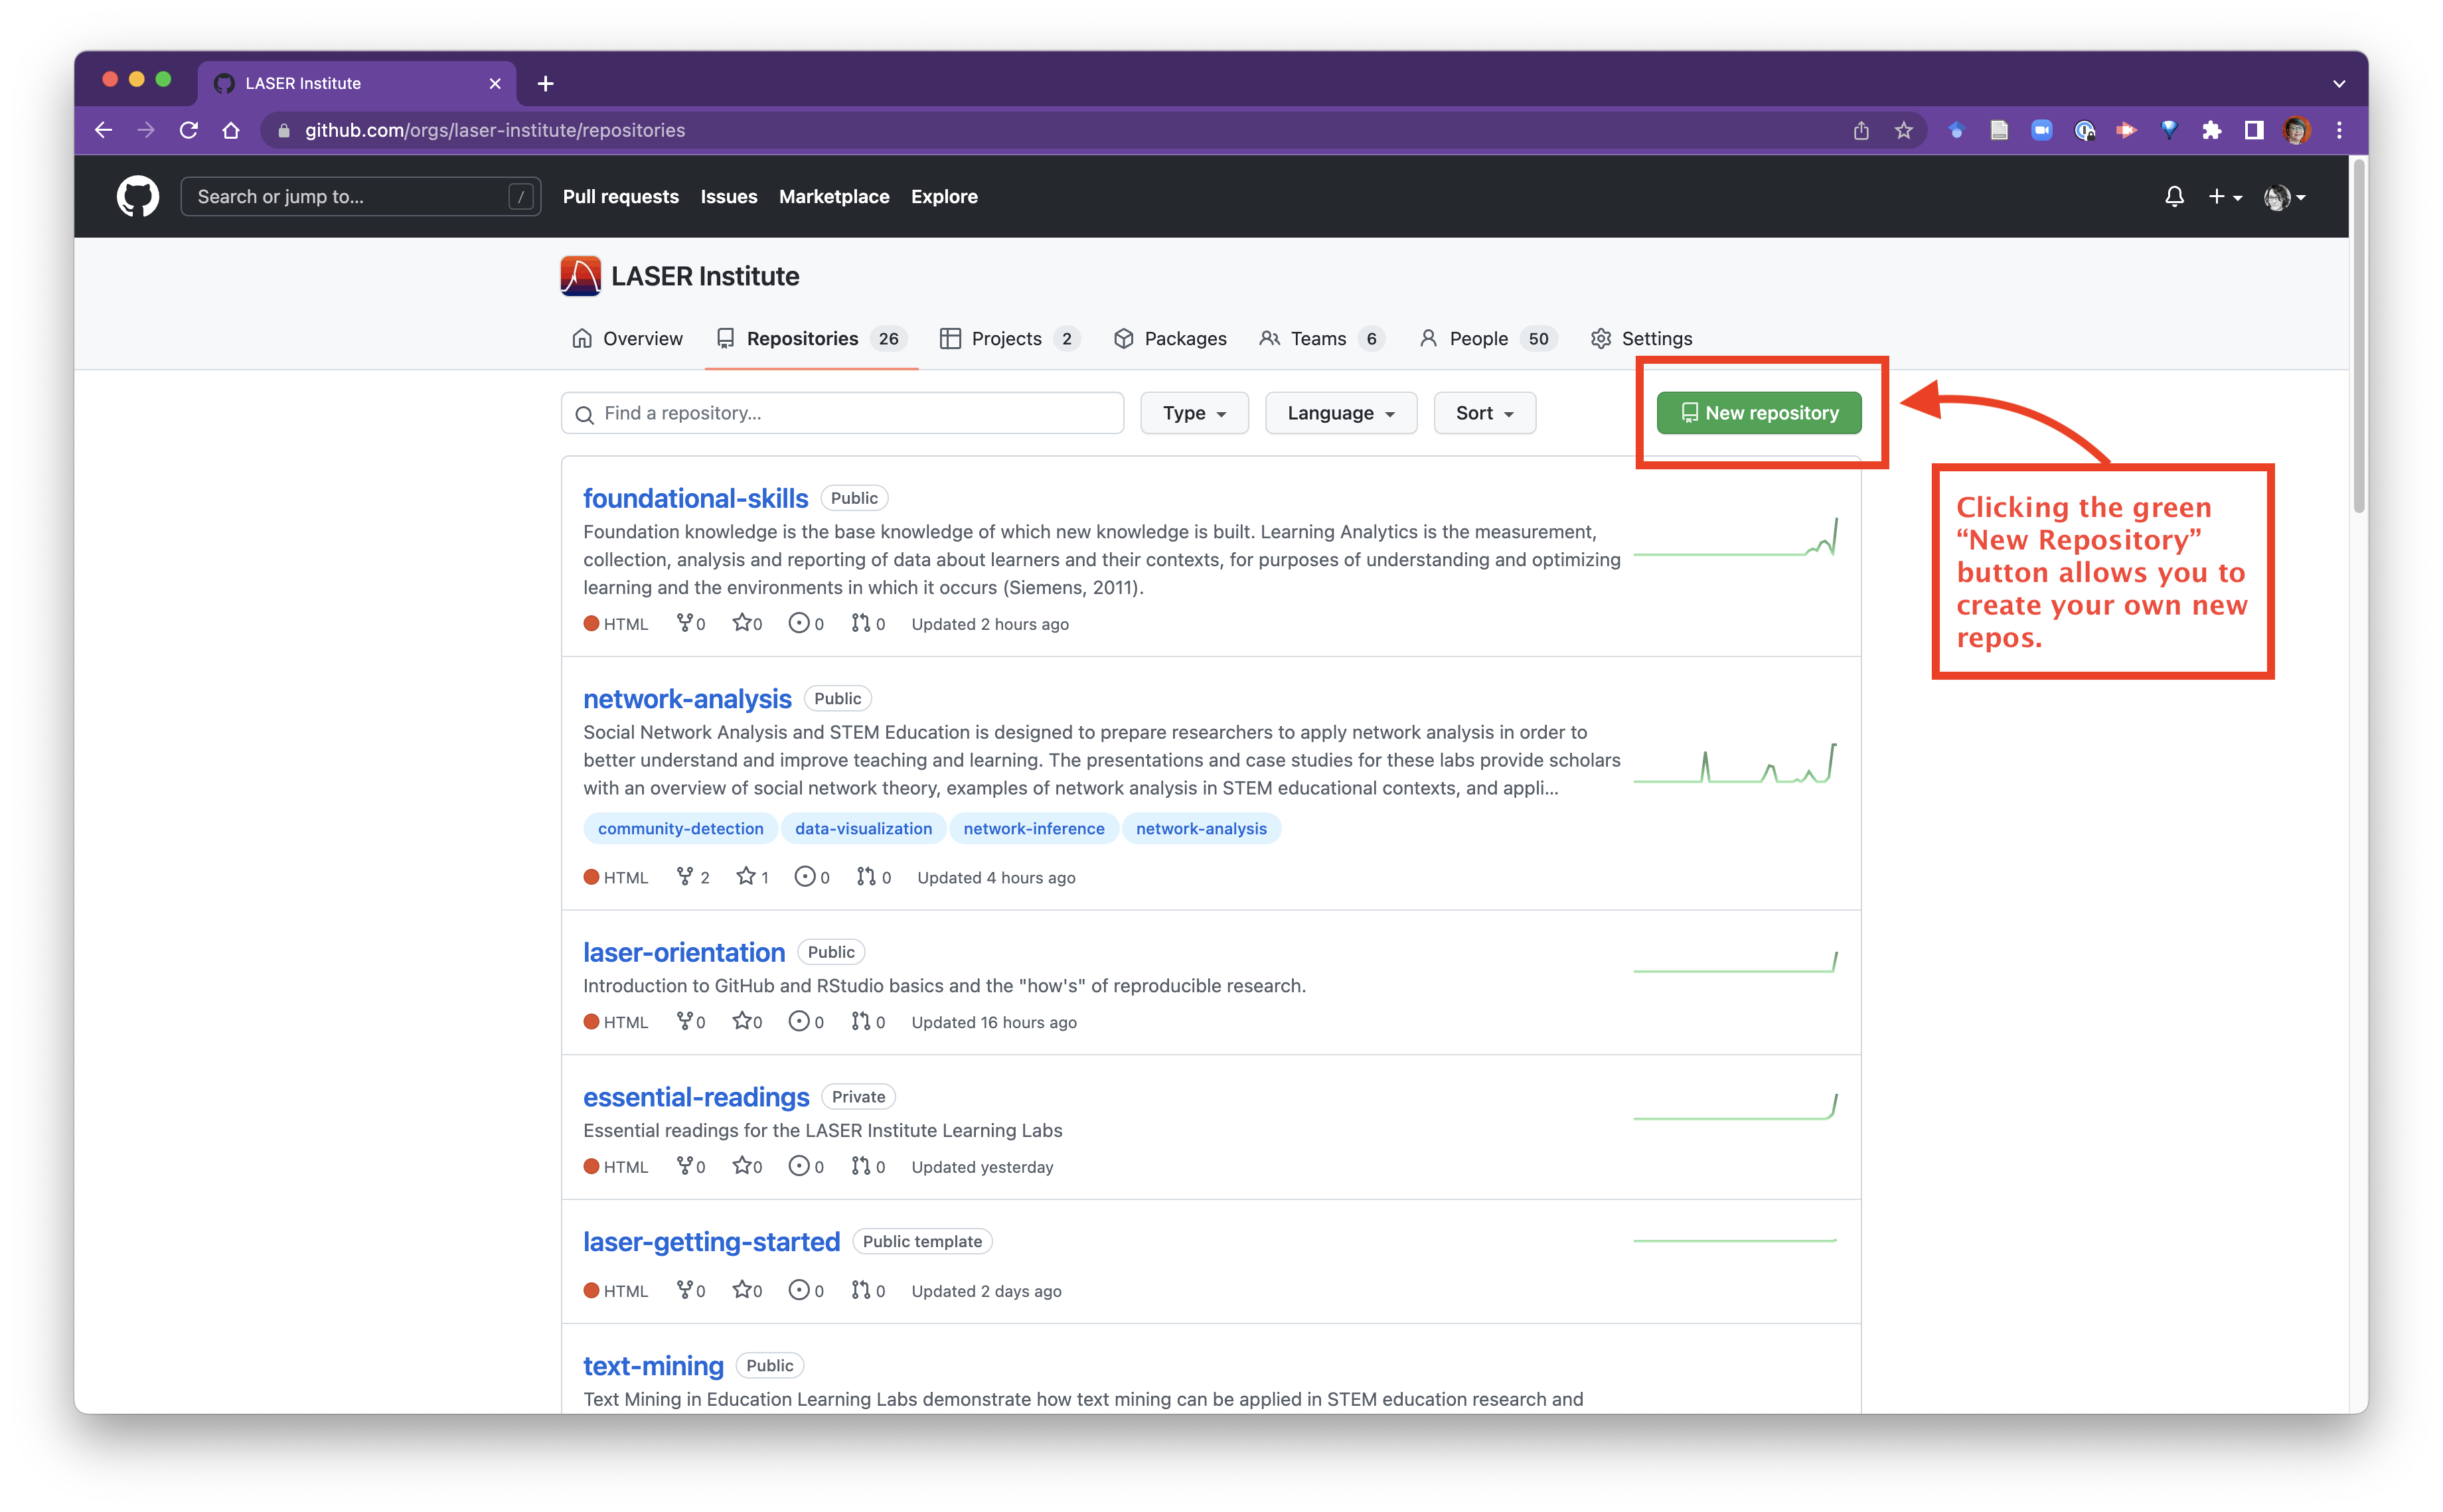 LASER Institute
github.com/orgs/laser-institute/repositories
Search or jump to...
/
Pull requests
Issues
Marketplace
Explore
LASER Institute
Overview
Repositories 26
Projects 2
Packages
Teams 6
People 50
Settings
Find a repository...
Type
Language
Sort
New repository
Clicking the green
“New Repository”
button allows you to
create your own new
repos.
foundational-skills Public
Foundation knowledge is the base knowledge of which new knowledge is built. Learning Analytics is the measurement,
collection, analysis and reporting of data about learners and their contexts, for purposes of understanding and optimizing
learning and the environments in which it occurs (Siemens, 2011).
HTML 0 0 0 0 Updated 2 hours ago
network-analysis Public
Social Network Analysis and STEM Education is designed to prepare researchers to apply network analysis in order to
better understand and improve teaching and learning. The presentations and case studies for these labs provide scholars
with an overview of social network theory, examples of network analysis in STEM educational contexts, and appli...
community-detection data-visualization network-inference network-analysis
HTML 2 1 0 0 Updated 4 hours ago
laser-orientation Public
Introduction to GitHub and RStudio basics and the "how's" of reproducible research.
HTML 0 0 0 0 Updated 16 hours ago
essential-readings Private
Essential readings for the LASER Institute Learning Labs
HTML 0 0 0 0 Updated yesterday
laser-getting-started Public template
HTML 0 0 0 0 Updated 2 days ago
text-mining Public
Text Mining in Education Learning Labs demonstrate how text mining can be applied in STEM education research and